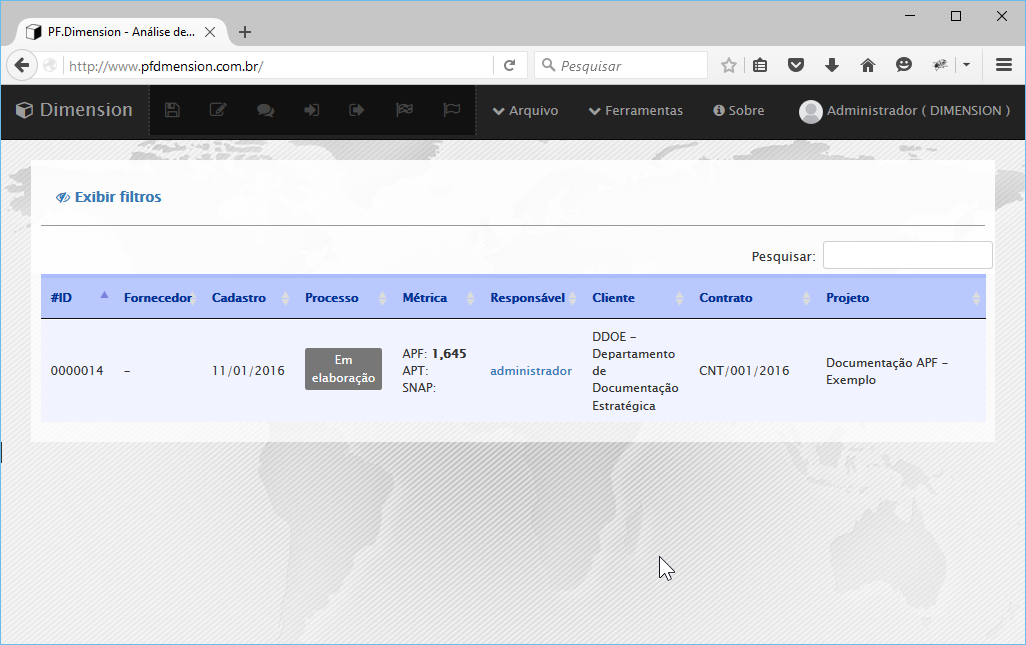 PF.Dimension - Análise de...
http://www.pfdmension.com.br/
Pesquisar
Dimension
Arquivo
Ferramentas
Sobre
Administrador ( DIMENSION )
Exibir filtros
Pesquisar:
#ID Fornecedor Cadastro Processo Métrica Responsável Cliente Contrato Projeto
0000014
-
11/01/2016
Em
elaboração
APF: 1,645
APT:
SNAP:
administrador
DDOE -
Departamento
de
Documentação
Estratégica
CNT/001/2016
Documentação APF -
Exemplo